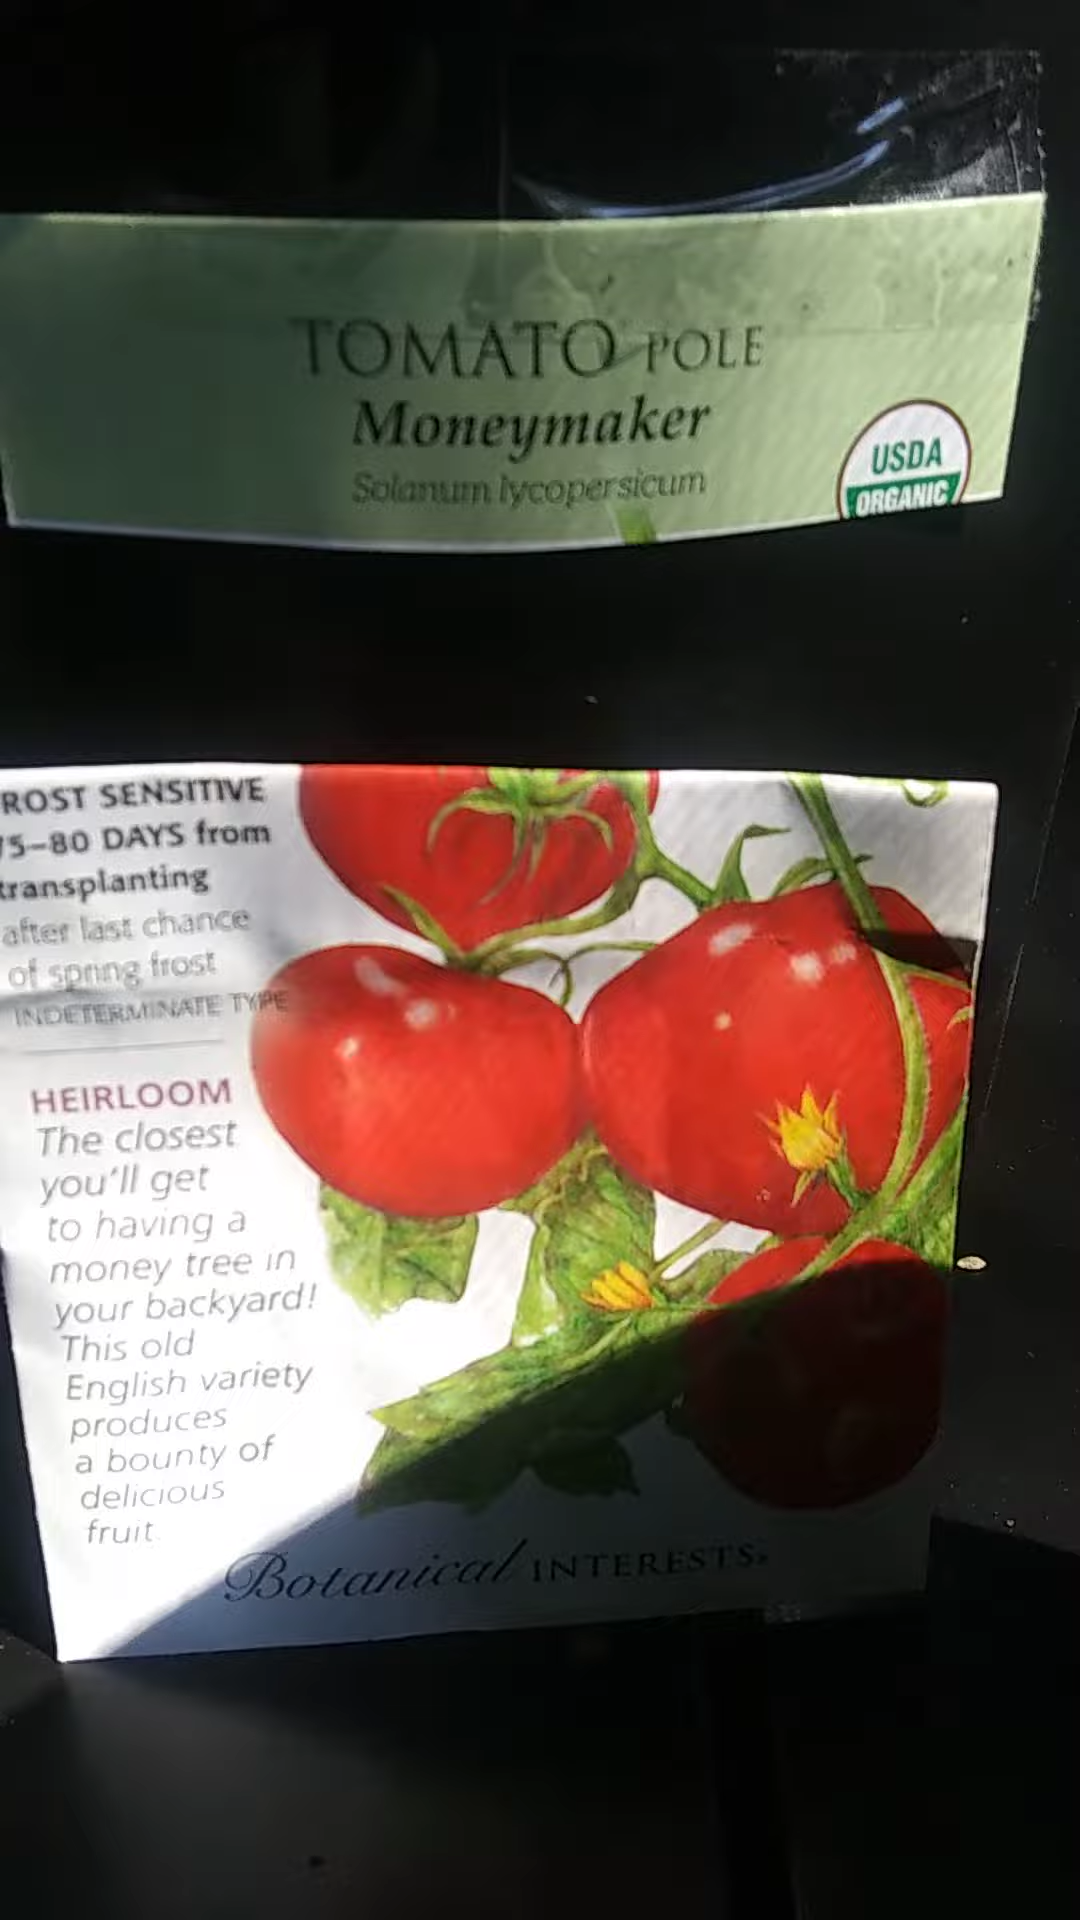 TOMATO POLE
Moneymaker
Solanum lycopersicum
USDA
ORGANIC
ROST SENSITIVE
75–80 DAYS from
transplanting
after last chance
of spring frost
INDETERMINATE TYPE
HEIRLOOM
The closest
you'll get
to having a
money tree in
your backyard!
This old
English variety
produces
a bounty of
delicious
fruit.
Botanical INTERESTS®